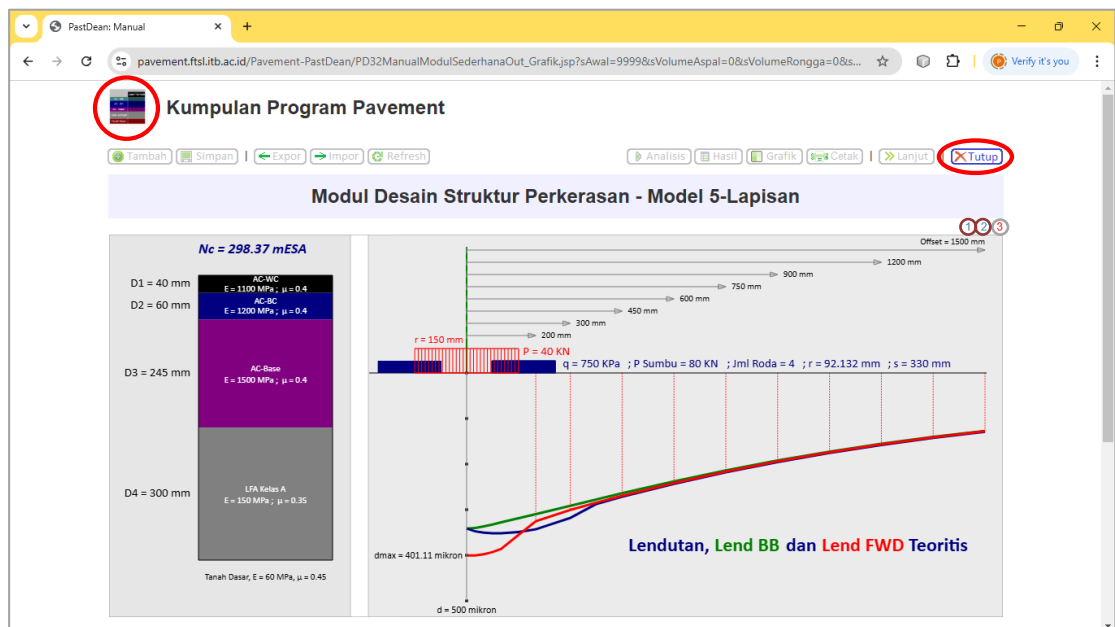 PastDean: Manual
pavement.ftsl.itb.ac.id/Pavement-PastDean/PD32ManualModulSederhanaOut_Grafik.jsp?sAwal=9999&sVolumeAspal=0&sVolumeRongga=0&s...
Verify it's you
Kumpulan Program Pavement
Tambah Simpan | Expor Impor Refresh Analisis Hasil Grafik Cetak | Lanjut | Tutup
Modul Desain Struktur Perkerasan - Model 5-Lapisan
1 2 3
Nc = 298.37 mESA
Offset = 1500 mm
1200 mm
900 mm
750 mm
600 mm
450 mm
300 mm
200 mm
D1 = 40 mm
AC-WC
E = 1100 MPa ; μ = 0.4
D2 = 60 mm
AC-BC
E = 1200 MPa ; μ = 0.4
D3 = 245 mm
AC-Base
E = 1500 MPa ; μ = 0.4
D4 = 300 mm
LFA Kelas A
E = 150 MPa ; μ = 0.35
Tanah Dasar, E = 60 MPa, μ = 0.45
r = 150 mm
P = 40 KN
q = 750 KPa ; P Sumbu = 80 KN ; Jml Roda = 4 ; r = 92.132 mm ; s = 330 mm
Lendutan, Lend BB dan Lend FWD Teoritis
dmax = 401.11 mikron
d = 500 mikron